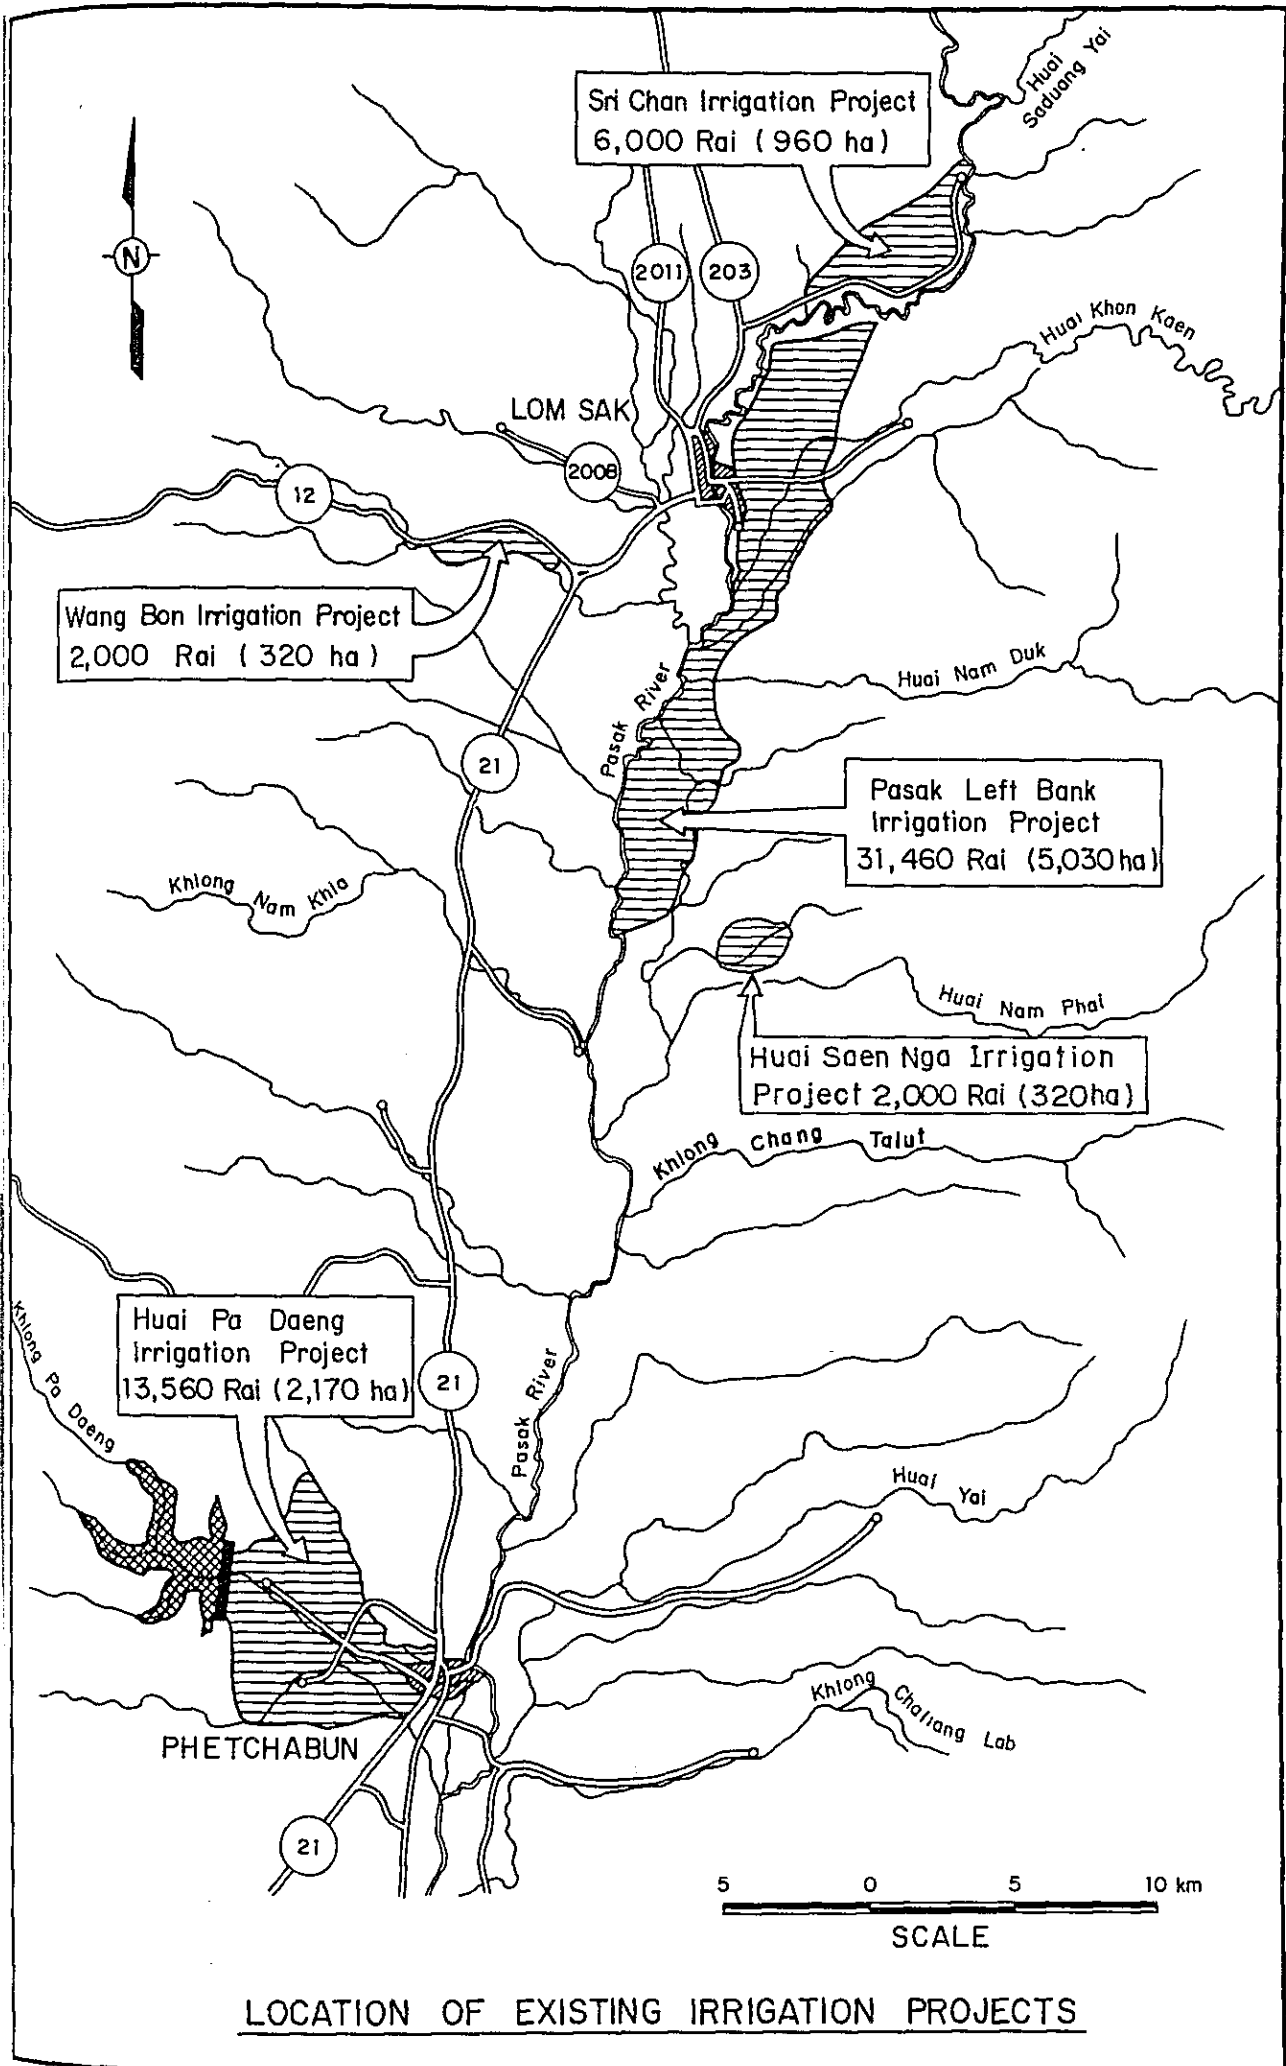 Huai
Saduang Yai
Sri Chan Irrigation Project
6,000 Rai ( 960 ha )
N
2011
203
Huai Khon Kaen
LOM SAK
2008
12
Wang Bon Irrigation Project
2,000 Rai ( 320 ha )
Huai Nam Duk
Pasak River
21
Pasak Left Bank
Irrigation Project
31,460 Rai (5,030ha)
Khlong Nam Khla
Huai Nam Phai
Huai Saen Nga Irrigation
Project 2,000 Rai (320ha)
Khlong Chang Talut
Khlong Pa Daeng
Huai Pa Daeng
Irrigation Project
13,560 Rai (2,170 ha)
21
Pasak River
Huai Yai
Khlong Chaliang Lab
PHETCHABUN
21
5 0 5 10 km
SCALE
LOCATION OF EXISTING IRRIGATION PROJECTS